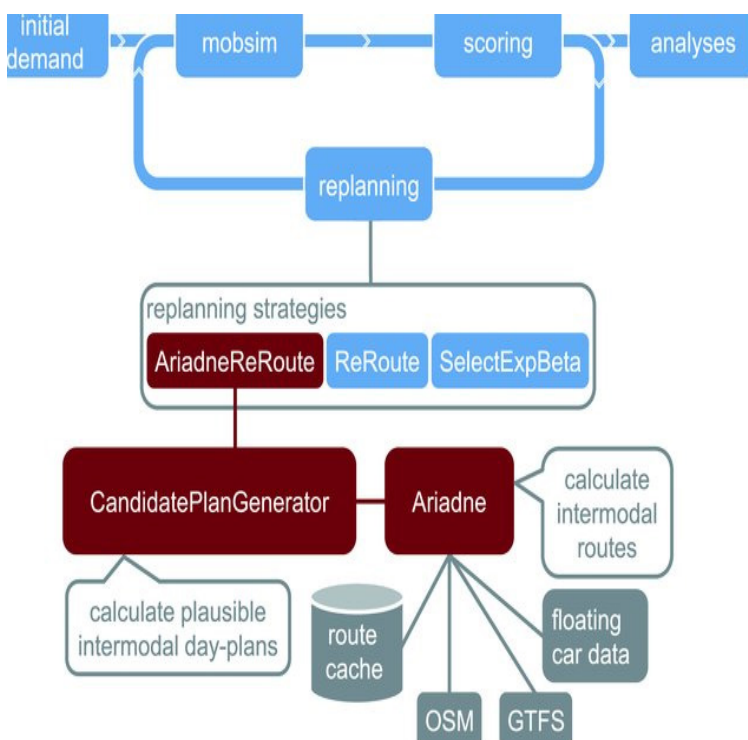 initial
demand
mobsim
scoring
analyses
replanning
replanning strategies
AriadneReRoute
ReRoute
SelectExpBeta
CandidatePlanGenerator
Ariadne
calculate
intermodal
routes
calculate plausible
intermodal day-plans
route
cache
floating
car data
OSM
GTFS